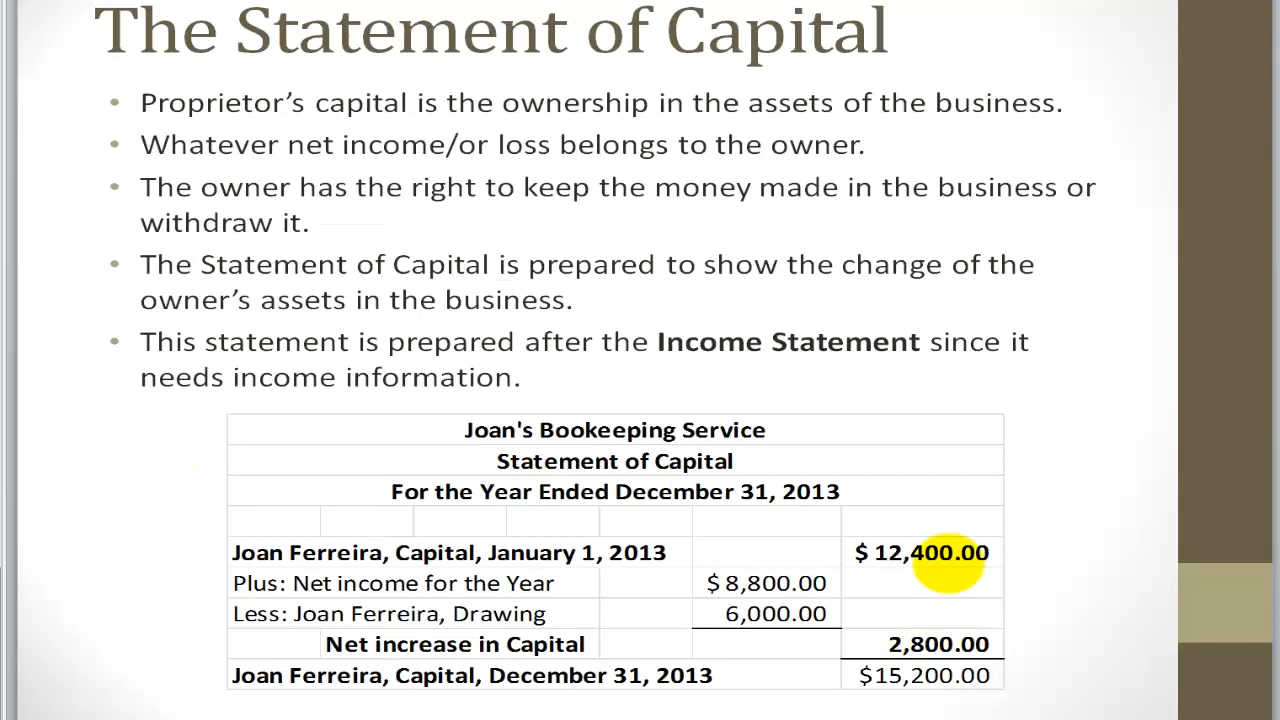 The Statement of Capital
• Proprietor’s capital is the ownership in the assets of the business.
• Whatever net income/or loss belongs to the owner.
• The owner has the right to keep the money made in the business or
withdraw it.
• The Statement of Capital is prepared to show the change of the
owner’s assets in the business.
• This statement is prepared after the Income Statement since it
needs income information.
Joan's Bookeeping Service
Statement of Capital
For the Year Ended December 31, 2013
Joan Ferreira, Capital, January 1, 2013 $ 12,400.00
Plus: Net income for the Year $ 8,800.00
Less: Joan Ferreira, Drawing 6,000.00
Net increase in Capital 2,800.00
Joan Ferreira, Capital, December 31, 2013 $15,200.00